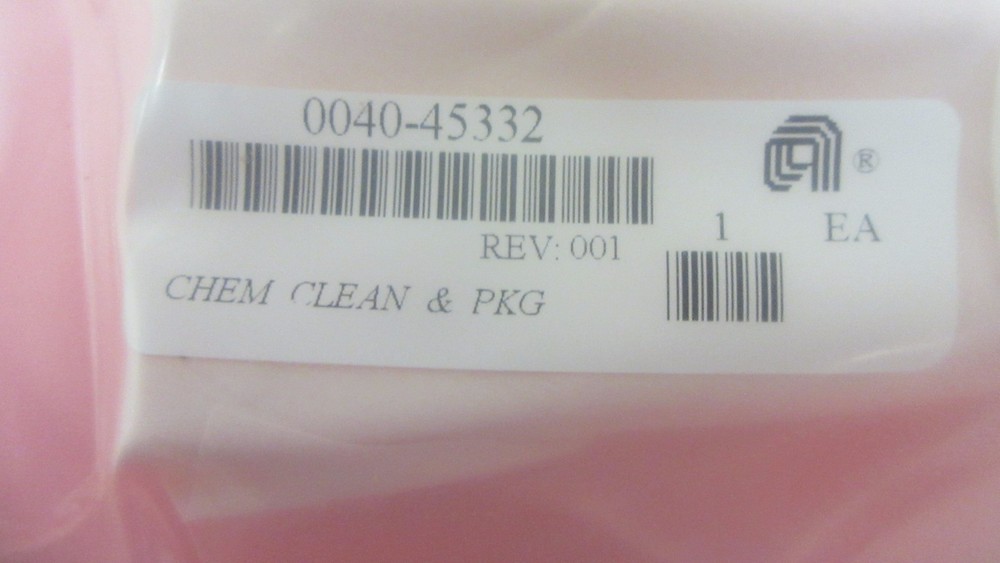 0040-45332
®
1 EA
REV: 001
CHEM CLEAN & PKG